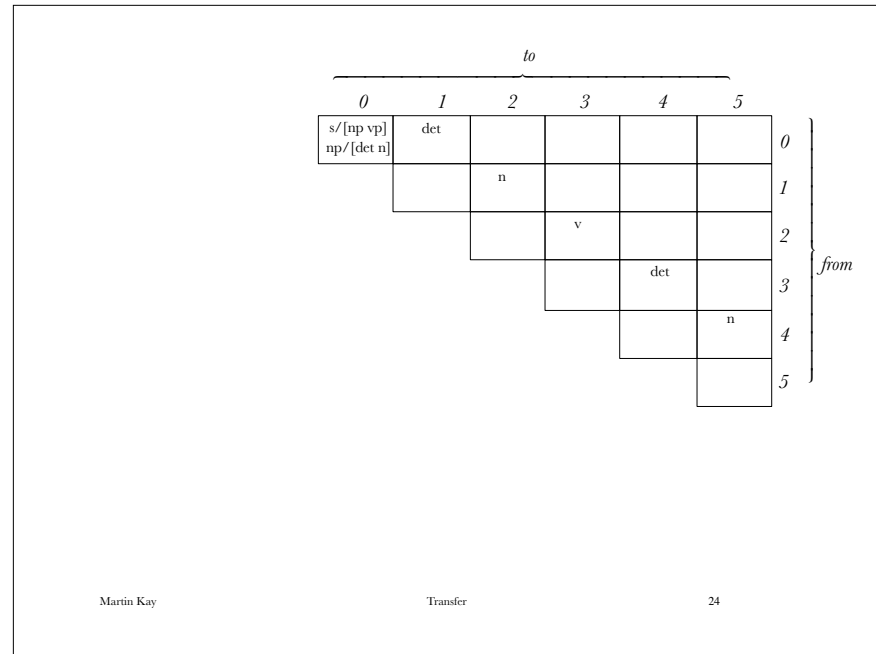 to
0 1 2 3 4 5
s/[np vp] det
np/[det n]
0
n
1
v
2
from
det
3
n
4
5
Martin Kay Transfer 24